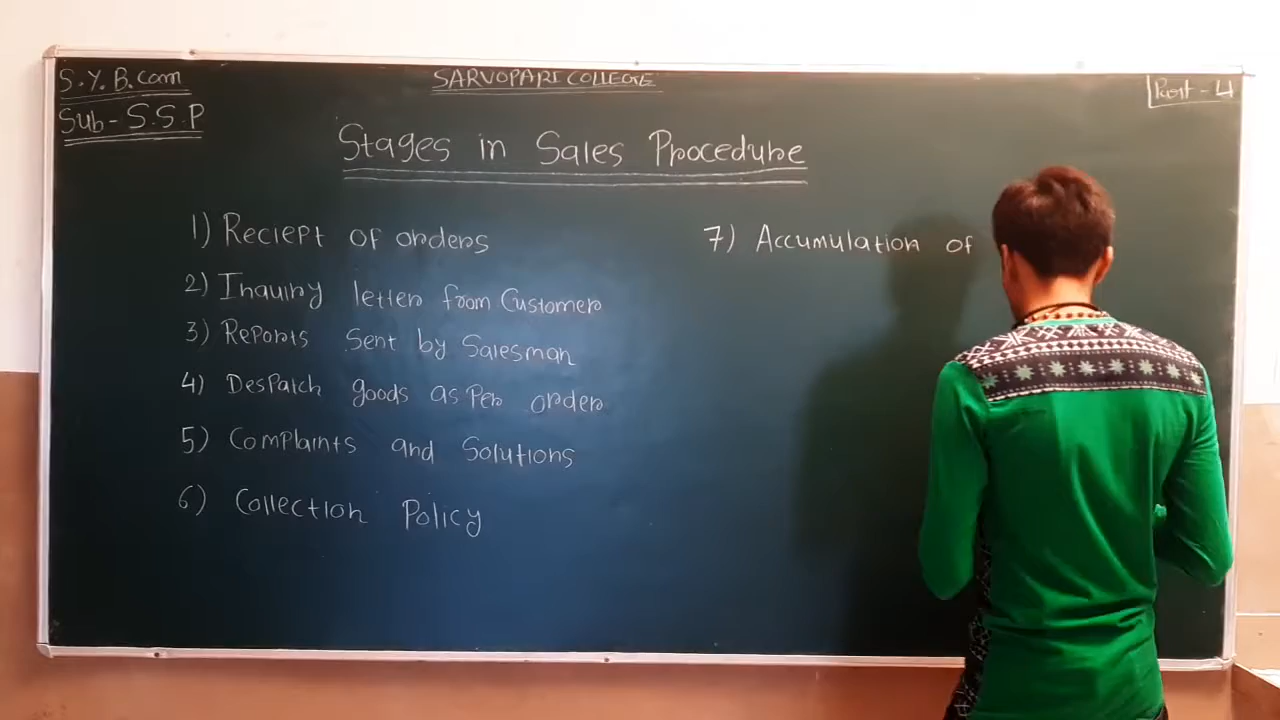 S.Y.B.com
SARVOPARI COLLEGE
Part - 4
Sub - S.S.P
Stages in Sales Procedure
1) Reciept of orders
2) Inquiry letter from Customer
3) Reports Sent by Salesman
4) Despatch goods as Per order
5) Complaints and Solutions
6) Collection Policy
7) Accumulation of